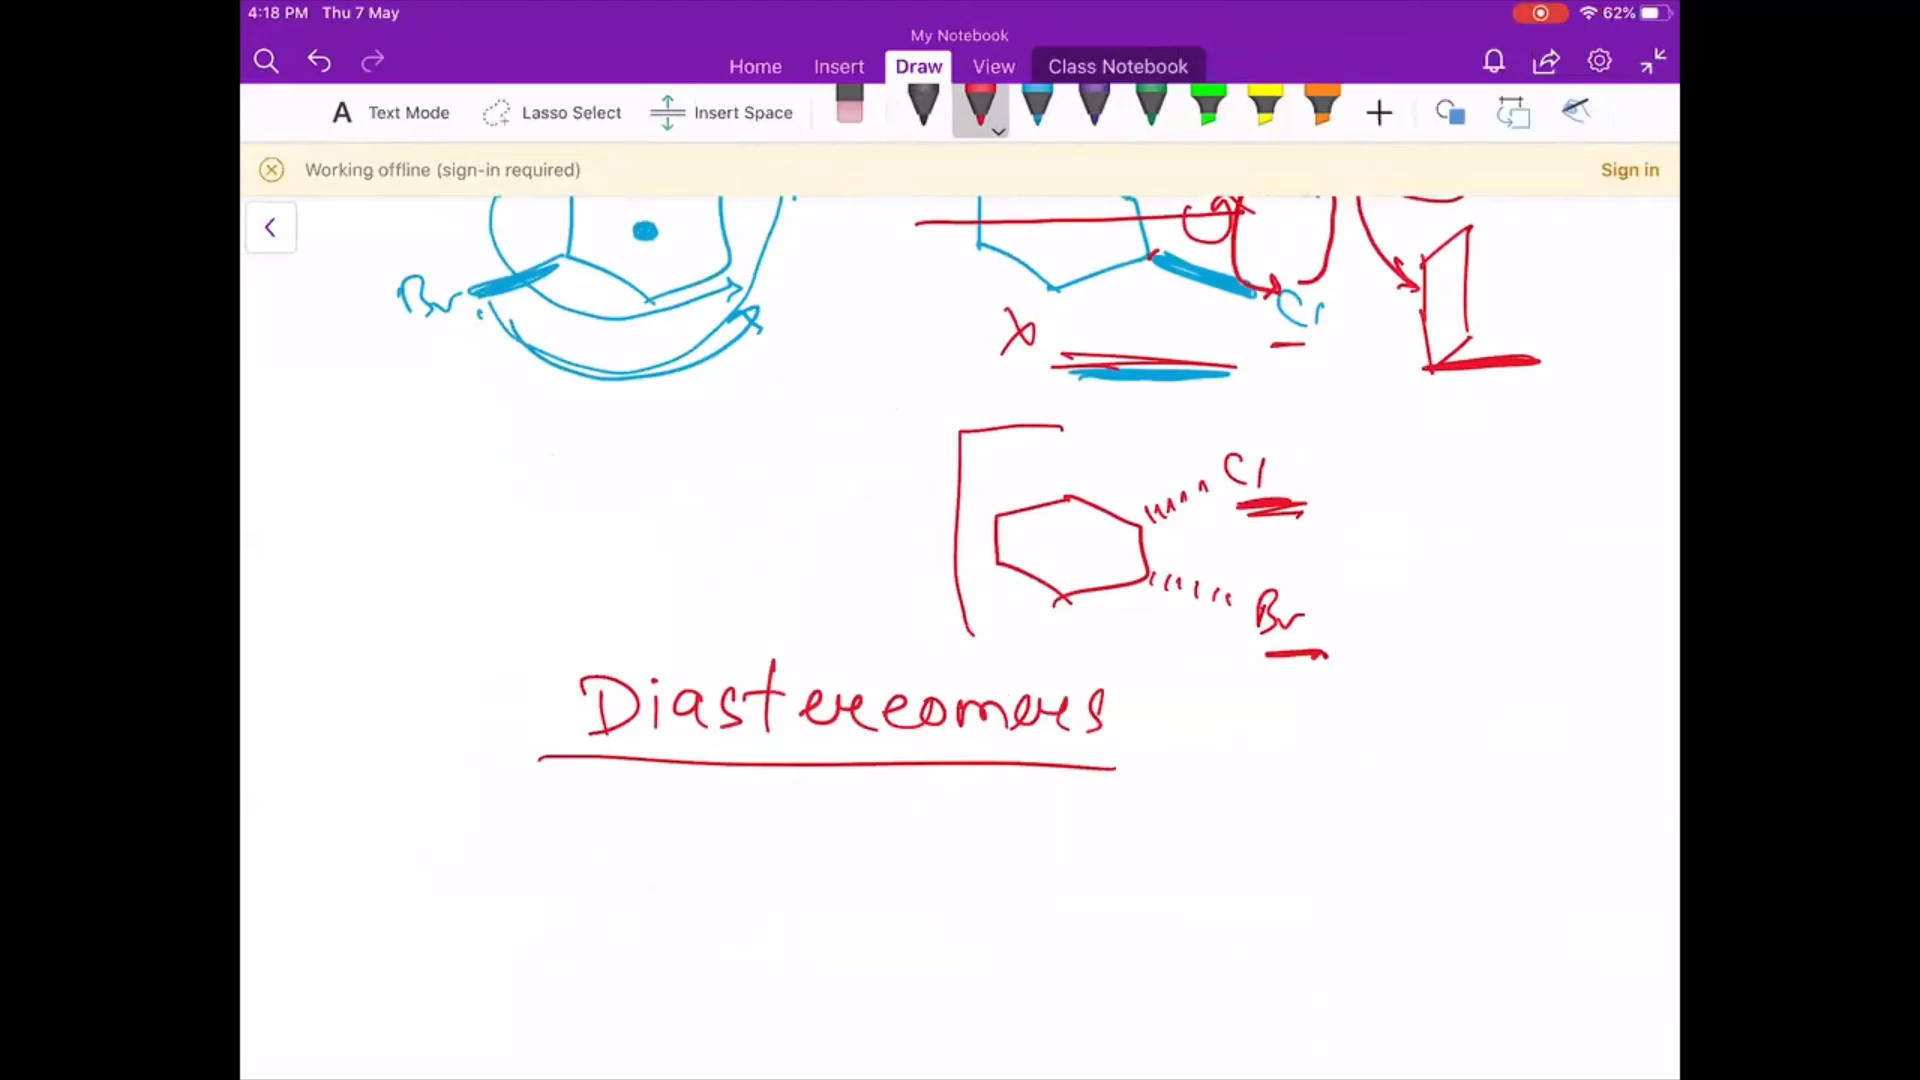 4:18 PM Thu 7 May
62%
My Notebook
Home Insert Draw View Class Notebook
A Text Mode Lasso Select Insert Space
Working offline (sign-in required)
Sign in
Br
Cl
Cl
Br
Diastereomers